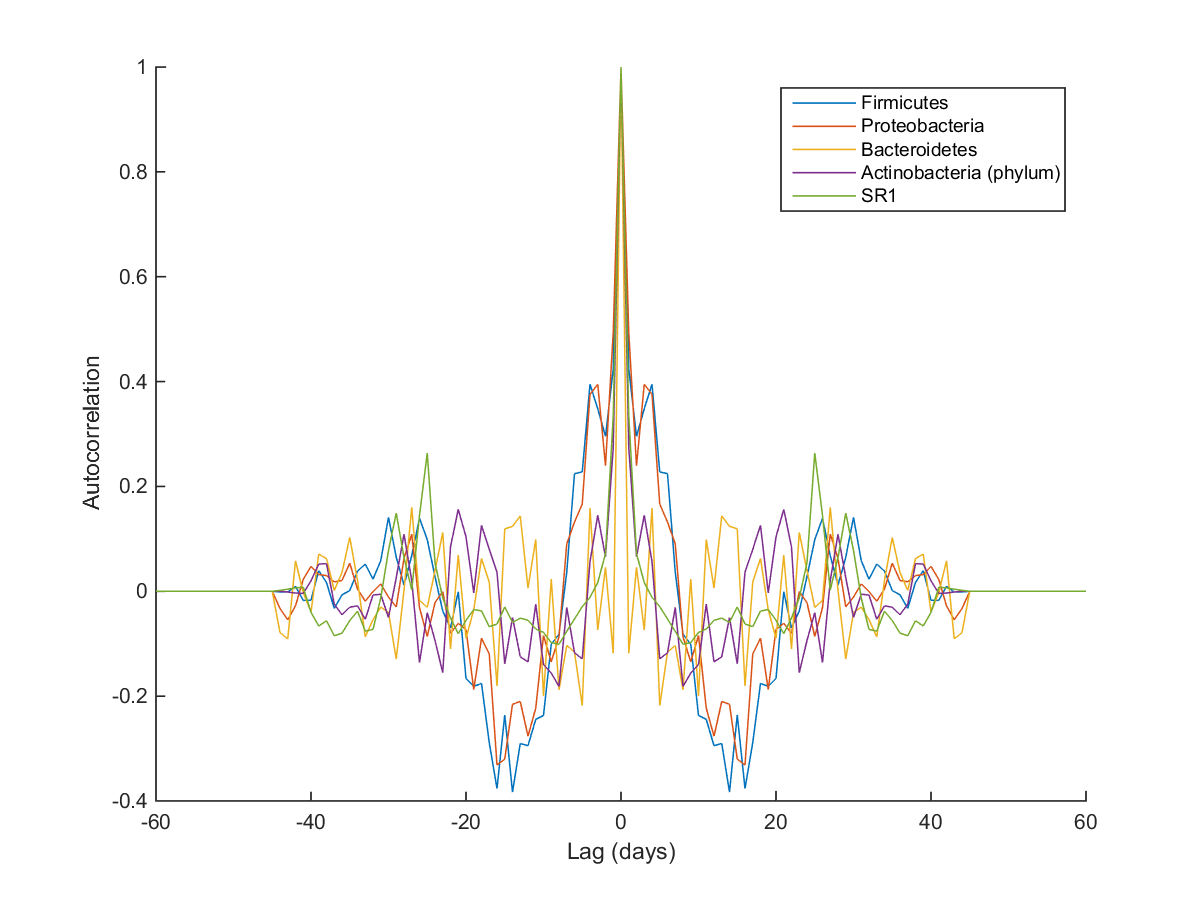 1
0.8
0.6
0.4
0.2
0
-0.2
-0.4
Autocorrelation
Firmicutes
Proteobacteria
Bacteroidetes
Actinobacteria (phylum)
SR1
-60 -40 -20 0 20 40 60
Lag (days)